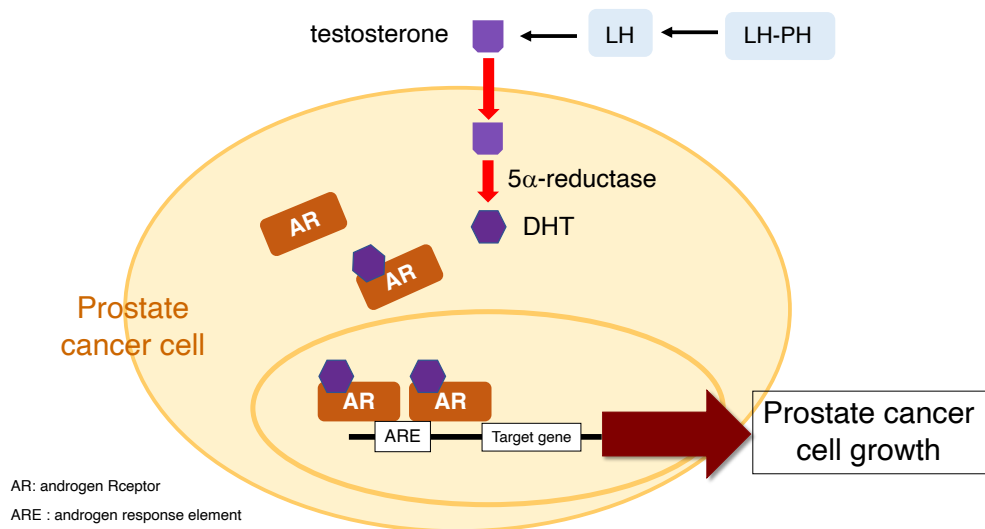 testosterone
LH
LH-PH
5α-reductase
DHT
AR
AR
Prostate
cancer cell
AR
AR
ARE
Target gene
Prostate cancer
cell growth
AR: androgen Rceptor
ARE : androgen response element